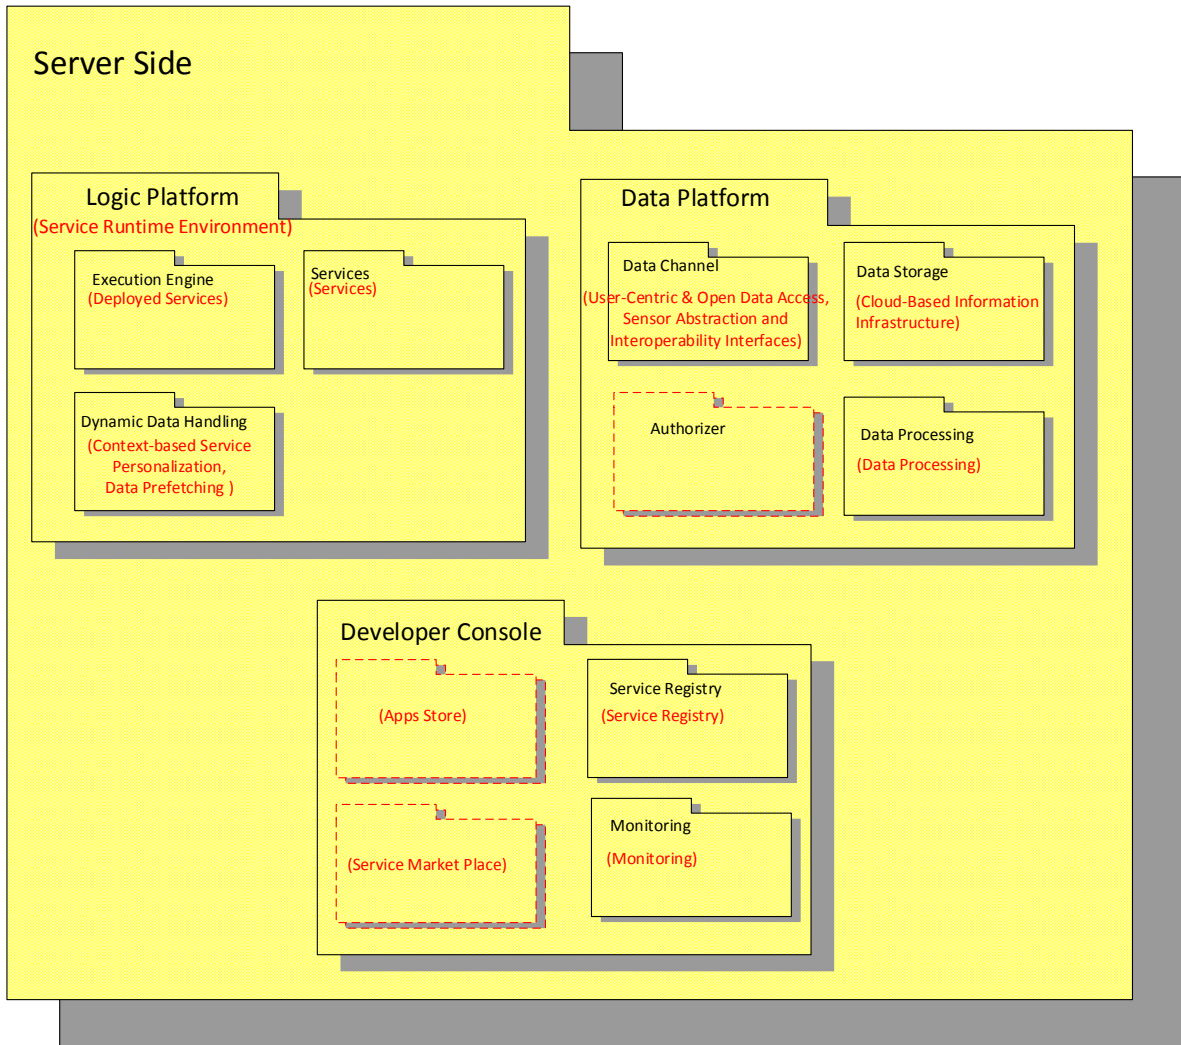 Server Side
Logic Platform
(Service Runtime Environment)
Execution Engine
(Deployed Services)
Services
(Services)
Dynamic Data Handling
(Context-based Service
Personalization,
Data Prefetching )
Data Platform
Data Channel
(User-Centric & Open Data Access,
Sensor Abstraction and
Interoperability Interfaces)
Data Storage
(Cloud-Based Information
Infrastructure)
Authorizer
Data Processing
(Data Processing)
Developer Console
(Apps Store)
Service Registry
(Service Registry)
(Service Market Place)
Monitoring
(Monitoring)